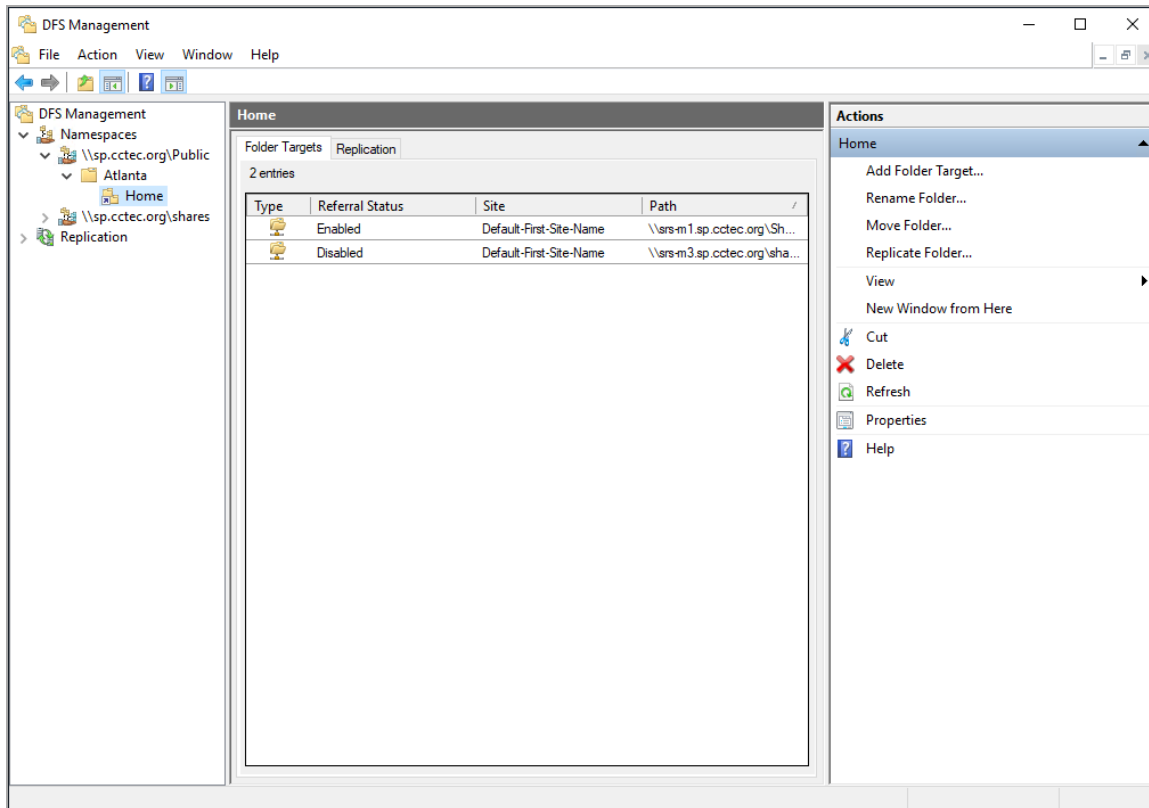 DFS Management
File Action View Window Help
DFS Management
Namespaces
\\sp.cctec.org\Public
Atlanta
Home
\\sp.cctec.org\shares
Replication
Home
Folder Targets Replication
2 entries
Type Referral Status Site Path
Enabled Default-First-Site-Name \\srs-m1.sp.cctec.org\Sh...
Disabled Default-First-Site-Name \\srs-m3.sp.cctec.org\sha...
Actions
Home
Add Folder Target...
Rename Folder...
Move Folder...
Replicate Folder...
View
New Window from Here
Cut
Delete
Refresh
Properties
Help